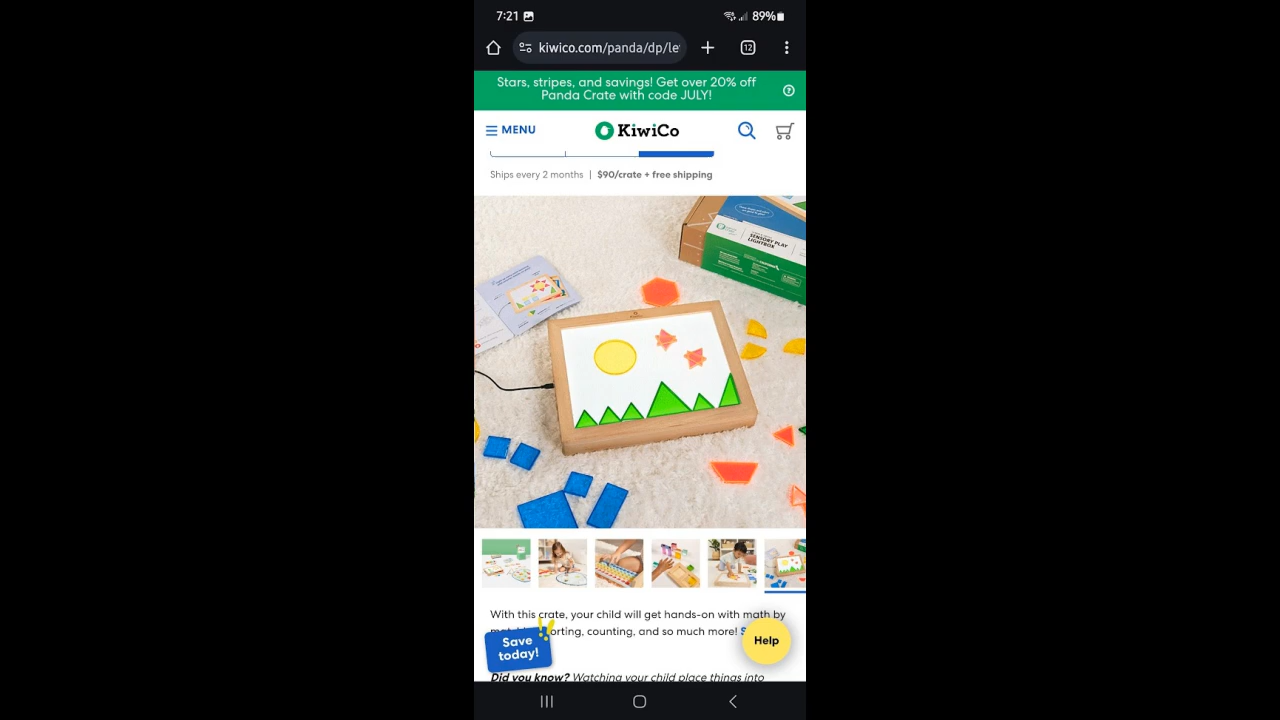 7:21
89%
kiwico.com/panda/dp/le
12
Stars, stripes, and savings! Get over 20% off
Panda Crate with code JULY!
?
MENU
KiwiCo
Ships every 2 months | $90/crate + free shipping
SENSORY PLAY
LIGHTBOX
With this crate, your child will get hands-on with math by
orting, counting, and so much more! S
Save
today!
Help
Did you know? Watching your child place things into